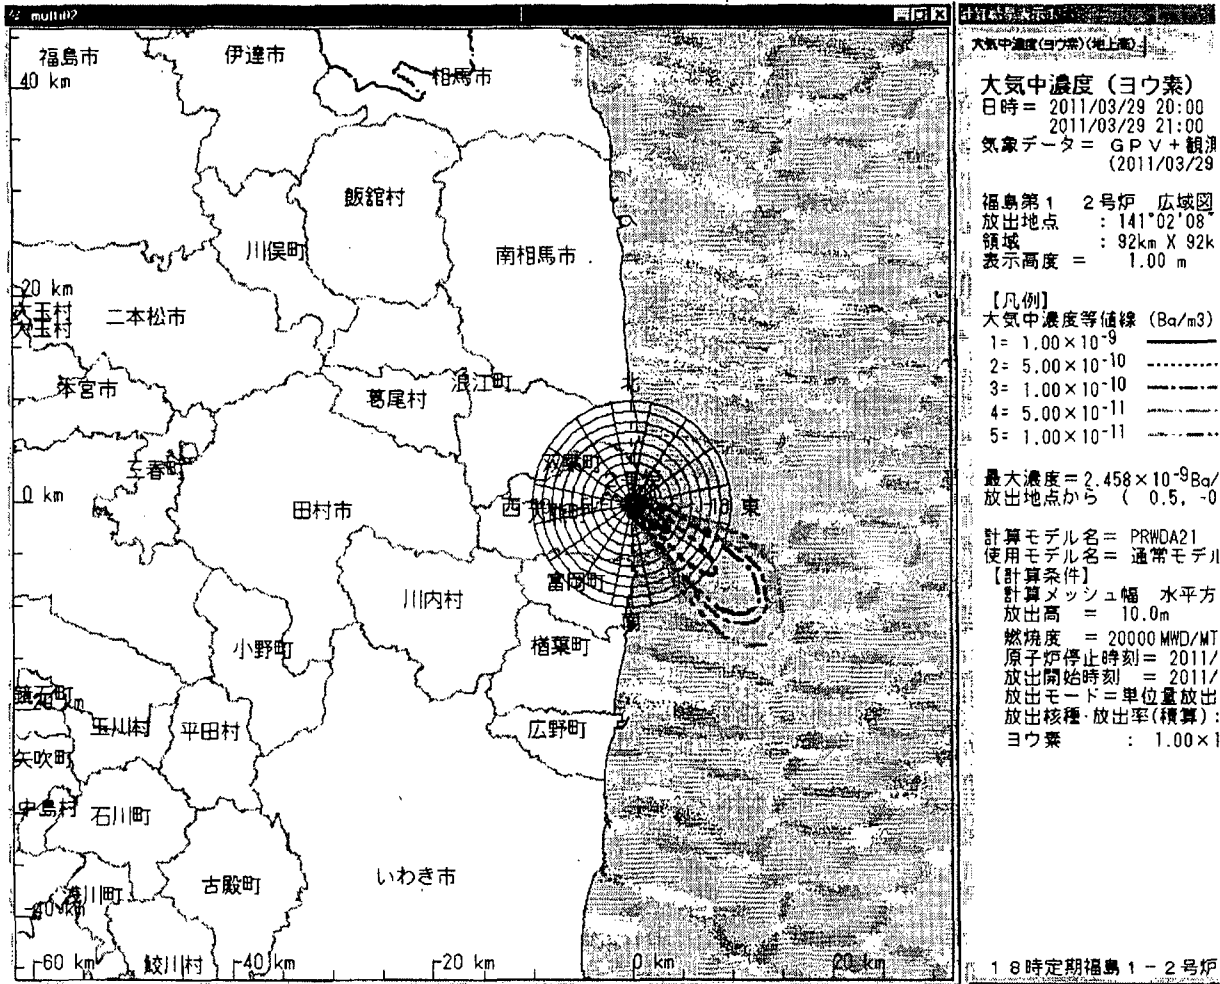 multi02
福島市
伊達市
相馬市
40 km
飯舘村
川俣町
南相馬市
20 km
大玉村
大玉村
二本松市
本宮市
葛尾村
浪江町
北
三春町
双葉町
0 km
田村市
西
東
富岡町
川内村
南
小野町
楢葉町
鏡石町
玉川村
平田村
広野町
矢吹町
中島村
石川町
浅川町
古殿町
いわき市
-60 km
鮫川村
-40 km
-20 km
0 km
20 km
大気中濃度(ヨウ素)(地上高)
大気中濃度 (ヨウ素)
日時= 2011/03/29 20:00
2011/03/29 21:00
気象データ= GPV+観測
(2011/03/29
福島第1 2号炉 広域図
放出地点 : 141°02'08"
領域 : 92km X 92k
表示高度 = 1.00 m
【凡例】
大気中濃度等値線 (Bq/m3)
1= 1.00×10⁻⁹
2= 5.00×10⁻¹⁰
3= 1.00×10⁻¹⁰
4= 5.00×10⁻¹¹
5= 1.00×10⁻¹¹
最大濃度=2.458×10⁻⁹Bq/
放出地点から ( 0.5, -0
計算モデル名= PRWDA21
使用モデル名= 通常モデル
【計算条件】
計算メッシュ幅 水平方
放出高 = 10.0m
燃焼度 = 20000 MWD/MT
原子炉停止時刻= 2011/
放出開始時刻 = 2011/
放出モード=単位量放出
放出核種・放出率(積算) :
ヨウ素 : 1.00×1
18時定期福島1-2号炉